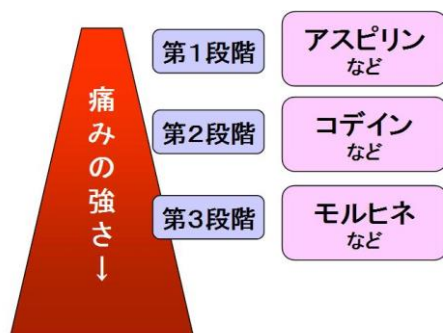 痛みの強さ↓
第1段階
アスピリン
など
第2段階
コデイン
など
第3段階
モルヒネ
など